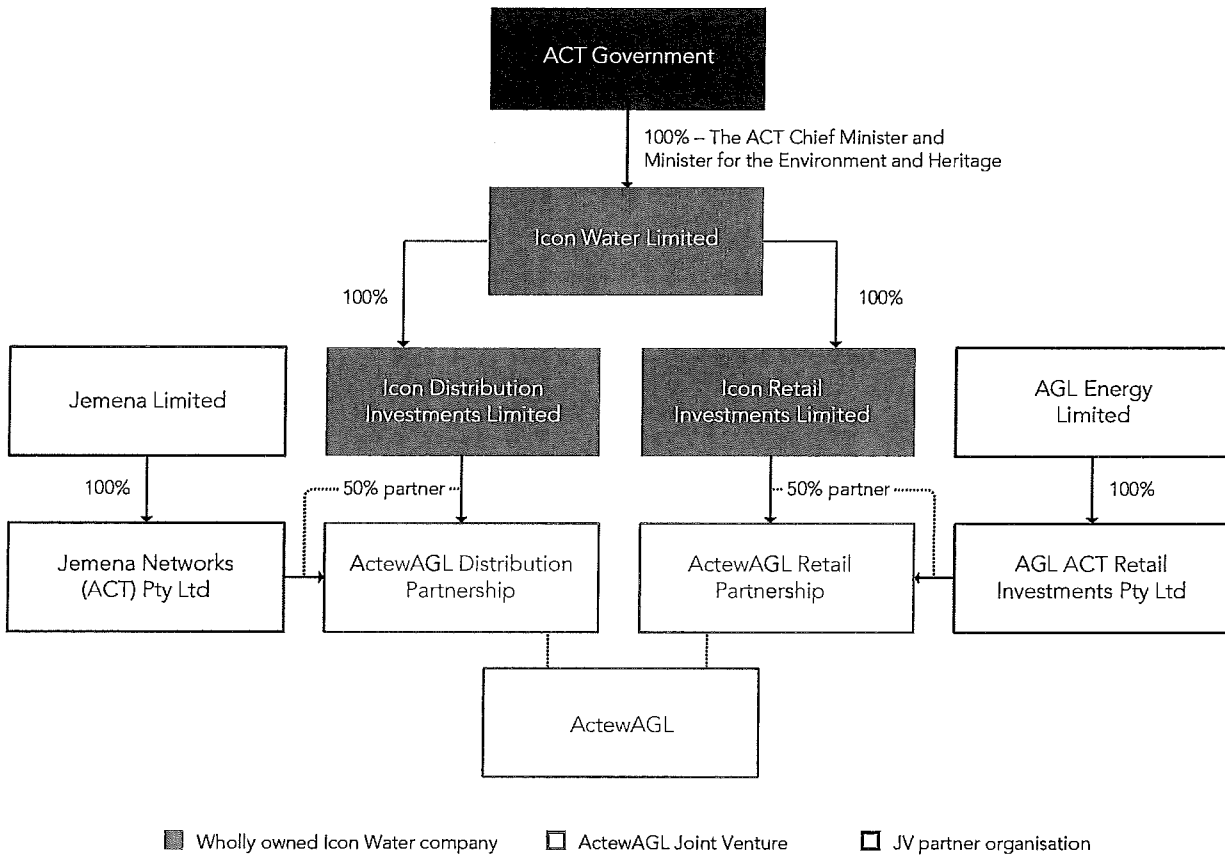 ACT Government
100% – The ACT Chief Minister and
Minister for the Environment and Heritage
Icon Water Limited
100%
100%
Jemena Limited
Icon Distribution
Investments Limited
Icon Retail
Investments Limited
AGL Energy
Limited
100%
50% partner
50% partner
100%
Jemena Networks
(ACT) Pty Ltd
ActewAGL Distribution
Partnership
ActewAGL Retail
Partnership
AGL ACT Retail
Investments Pty Ltd
ActewAGL
Wholly owned Icon Water company
ActewAGL Joint Venture
JV partner organisation